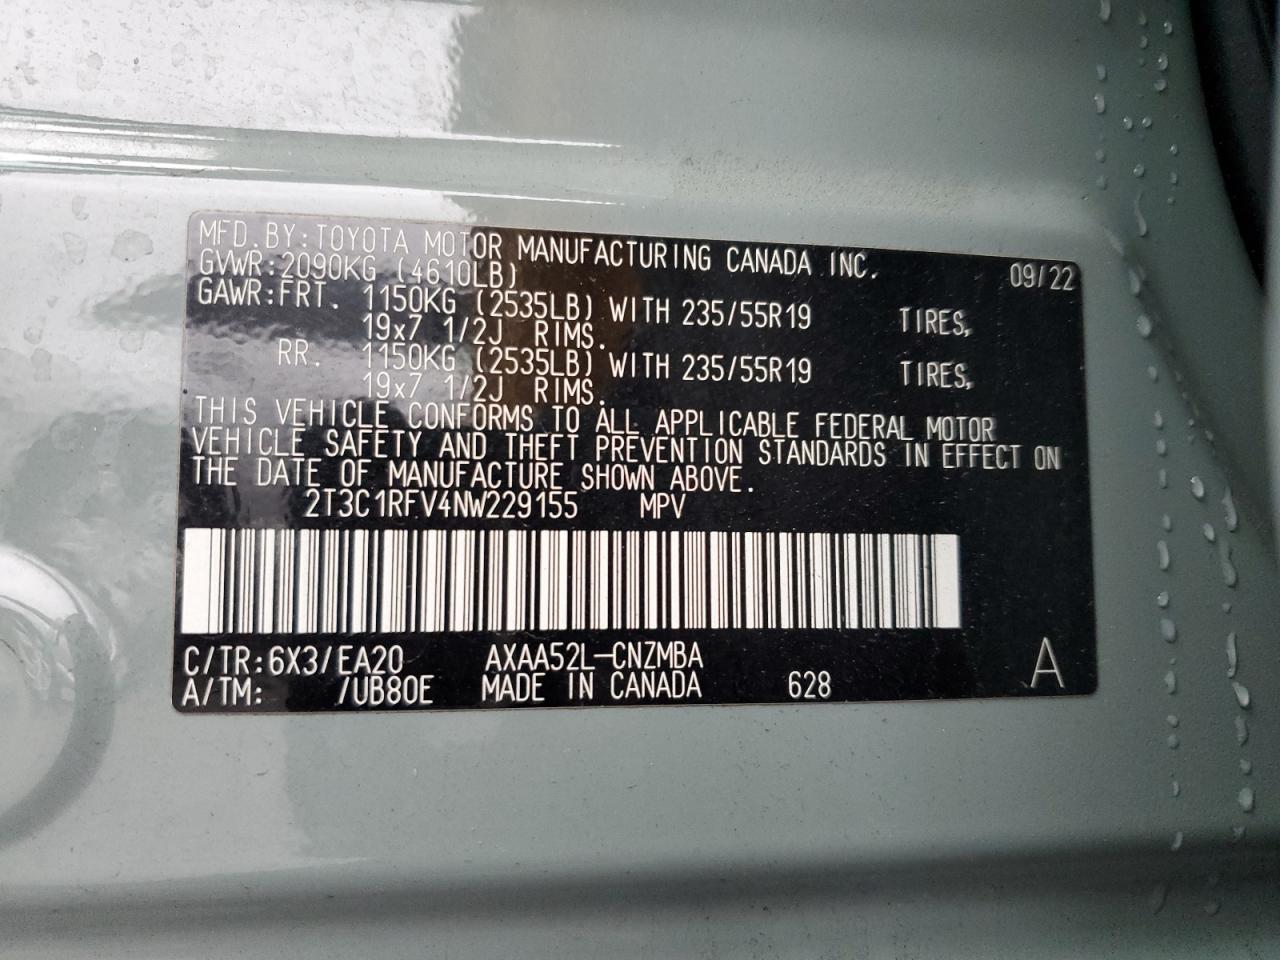 MFD.BY:TOYOTA MOTOR MANUFACTURING CANADA INC. 09/22
GVWR:2090KG (4610LB)
GAWR:FRT. 1150KG (2535LB) WITH 235/55R19 TIRES,
19x7 1/2J RIMS.
RR. 1150KG (2535LB) WITH 235/55R19 TIRES,
19x7 1/2J RIMS.
THIS VEHICLE CONFORMS TO ALL APPLICABLE FEDERAL MOTOR
VEHICLE SAFETY AND THEFT PREVENTION STANDARDS IN EFFECT ON
THE DATE OF MANUFACTURE SHOWN ABOVE.
2T3C1RFV4NW229155 MPV
C/TR:6X3/EA20 AXAA52L-CNZMBA
A/TM: /UB80E MADE IN CANADA 628 A